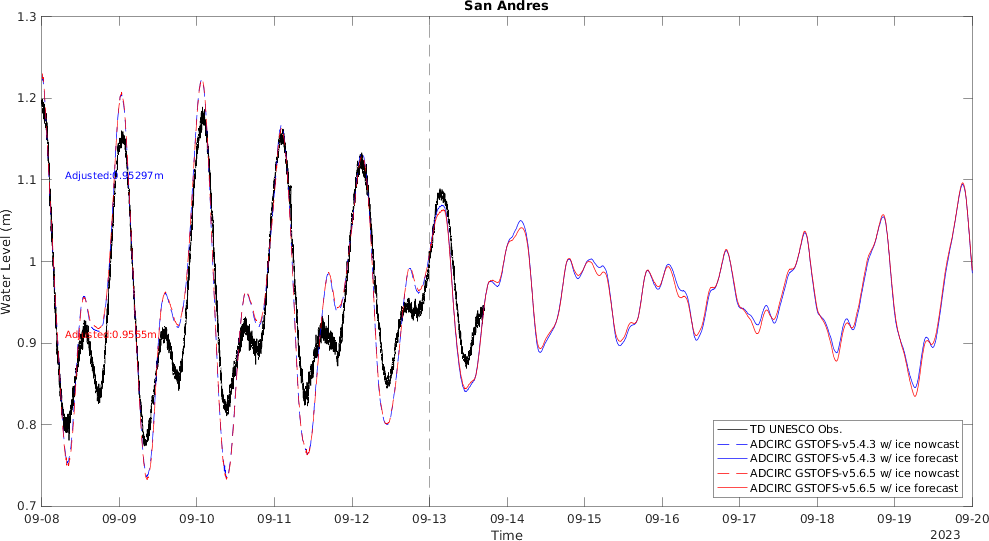 San Andres
1.3
1.2
1.1
1
0.9
0.8
0.7
Water Level (m)
Adjusted:0.95297m
Adjusted:0.9565m
TD UNESCO Obs.
ADCIRC GSTOFS-v5.4.3 w/ ice nowcast
ADCIRC GSTOFS-v5.4.3 w/ ice forecast
ADCIRC GSTOFS-v5.6.5 w/ ice nowcast
ADCIRC GSTOFS-v5.6.5 w/ ice forecast
09-08 09-09 09-10 09-11 09-12 09-13 09-14 09-15 09-16 09-17 09-18 09-19 09-20
Time
2023